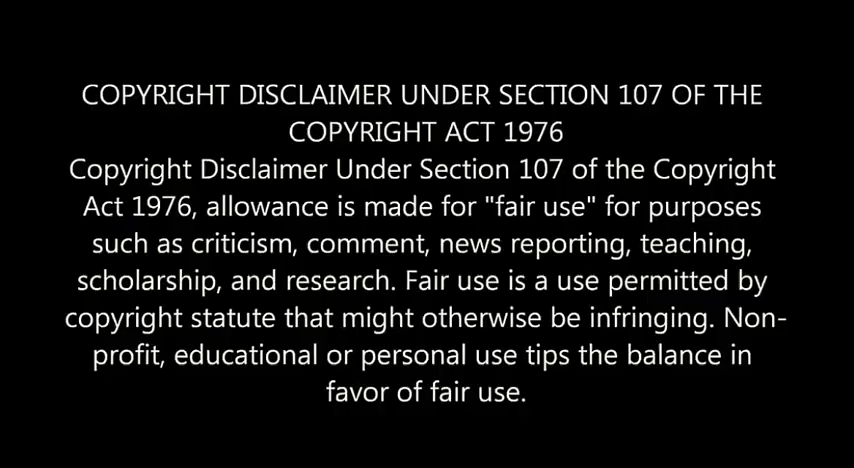 COPYRIGHT DISCLAIMER UNDER SECTION 107 OF THE
COPYRIGHT ACT 1976
Copyright Disclaimer Under Section 107 of the Copyright
Act 1976, allowance is made for "fair use" for purposes
such as criticism, comment, news reporting, teaching,
scholarship, and research. Fair use is a use permitted by
copyright statute that might otherwise be infringing. Non-
profit, educational or personal use tips the balance in
favor of fair use.